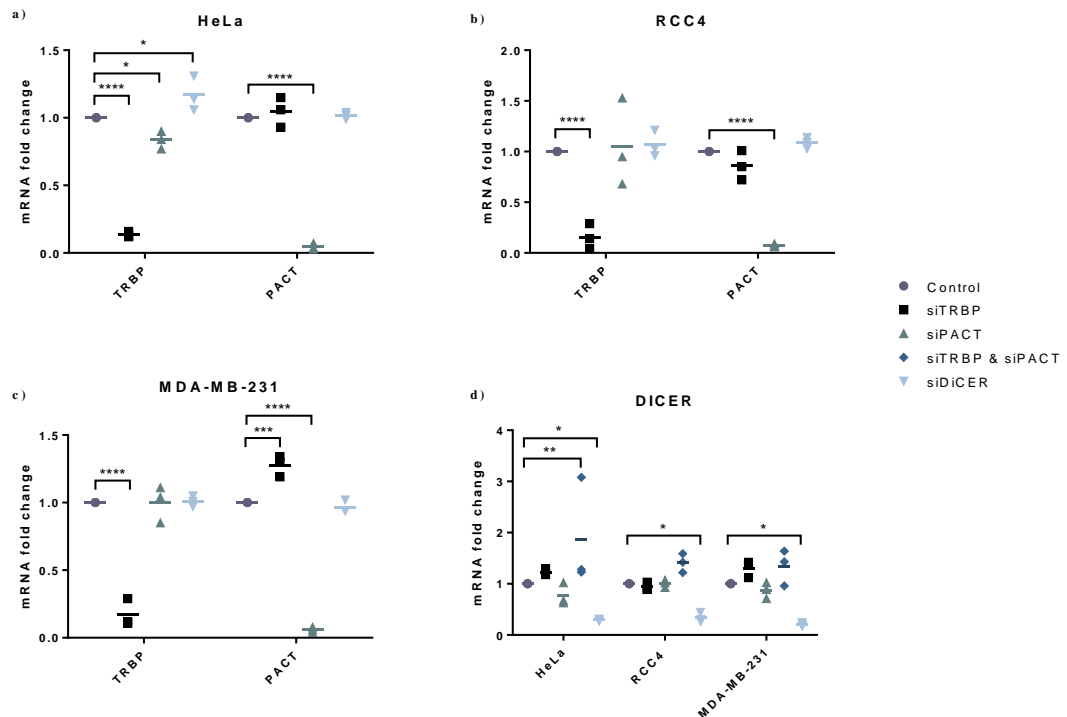 a)
HeLa
mRNA fold change
1.5
1.0
0.5
0.0
*
*
****
****
TRBP
PACT
b)
RCC4
mRNA fold change
2.0
1.5
1.0
0.5
0.0
****
****
TRBP
PACT
Control
siTRBP
siPACT
siTRBP & siPACT
siDiCER
c)
MDA-MB-231
mRNA fold change
1.5
1.0
0.5
0.0
****
****
***
TRBP
PACT
d)
DICER
mRNA fold change
4
3
2
1
0
*
**
*
*
HeLa
RCC4
MDA-MB-231